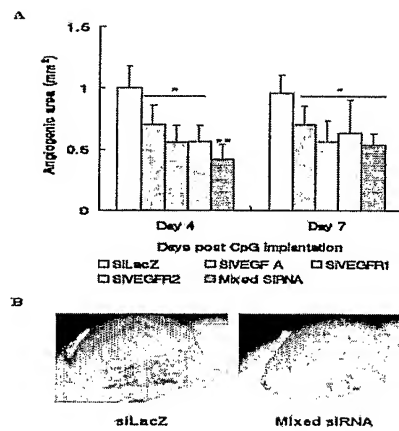 A
Angiogenic area (mm²)
1.5
1
0.5
0
*
**
*
Day 4
Day 7
Days post CpG implantation
SiLacZ
SiVEGF A
SiVEGFR1
SiVEGFR2
Mixed SiRNA
B
siLacZ
Mixed siRNA